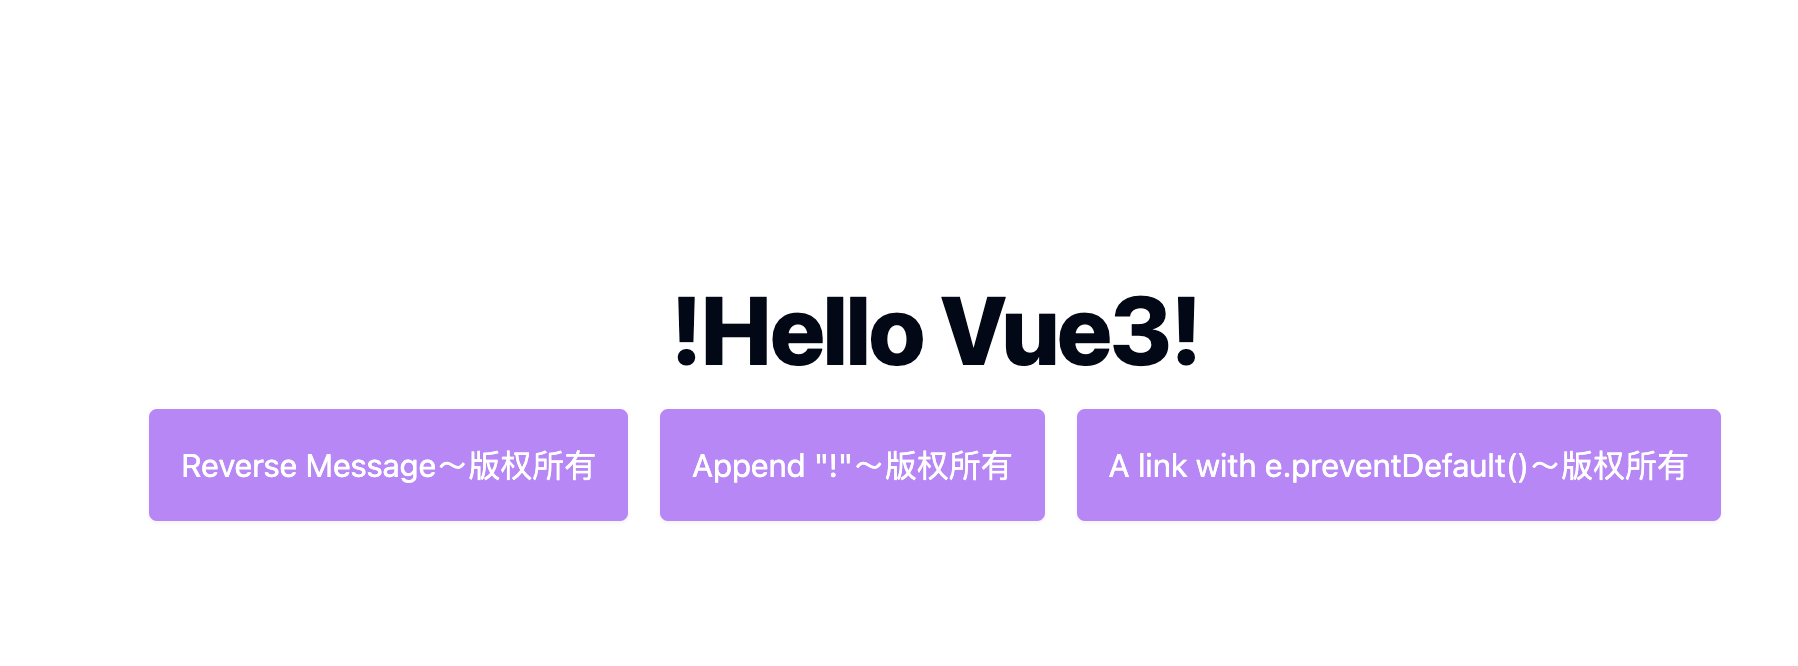 !Hello Vue3!
Reverse Message～版权所有
Append "!"～版权所有
A link with e.preventDefault()～版权所有